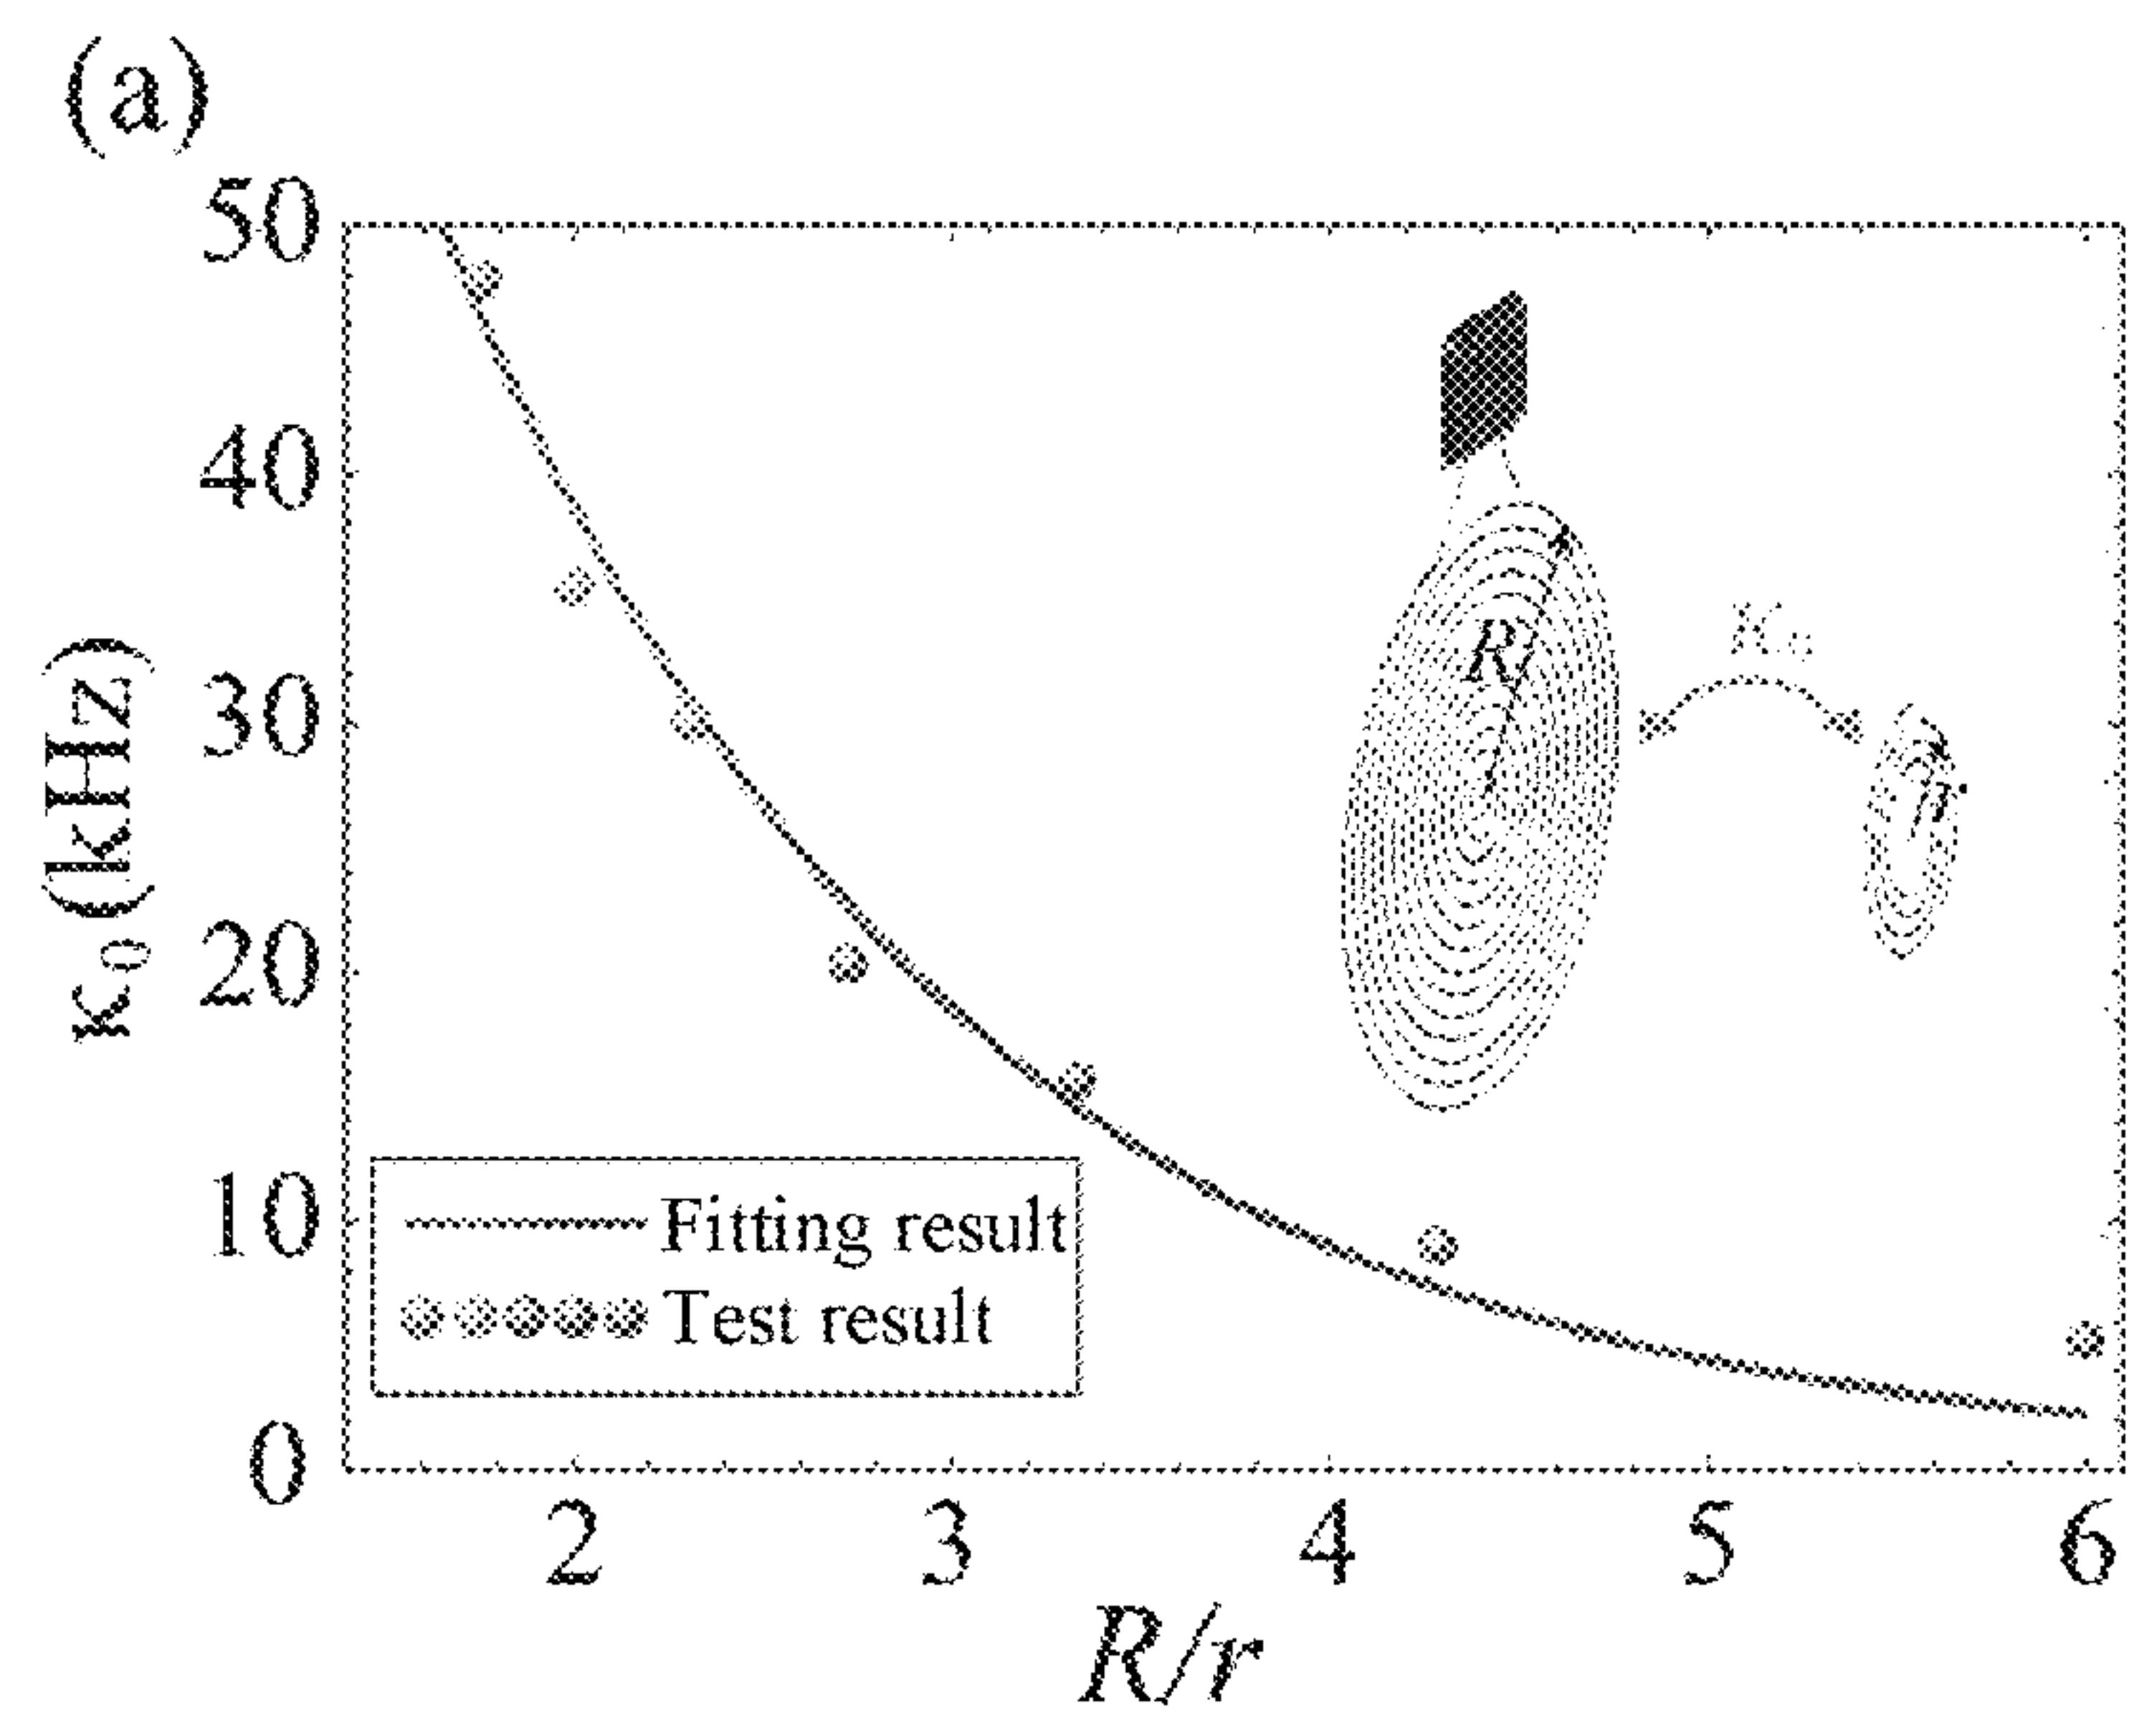 (a)
50
40
30
20
10
0
κ0 (kHz)
R
κ0
r
Fitting result
Test result
2 3 4 5 6
R/r